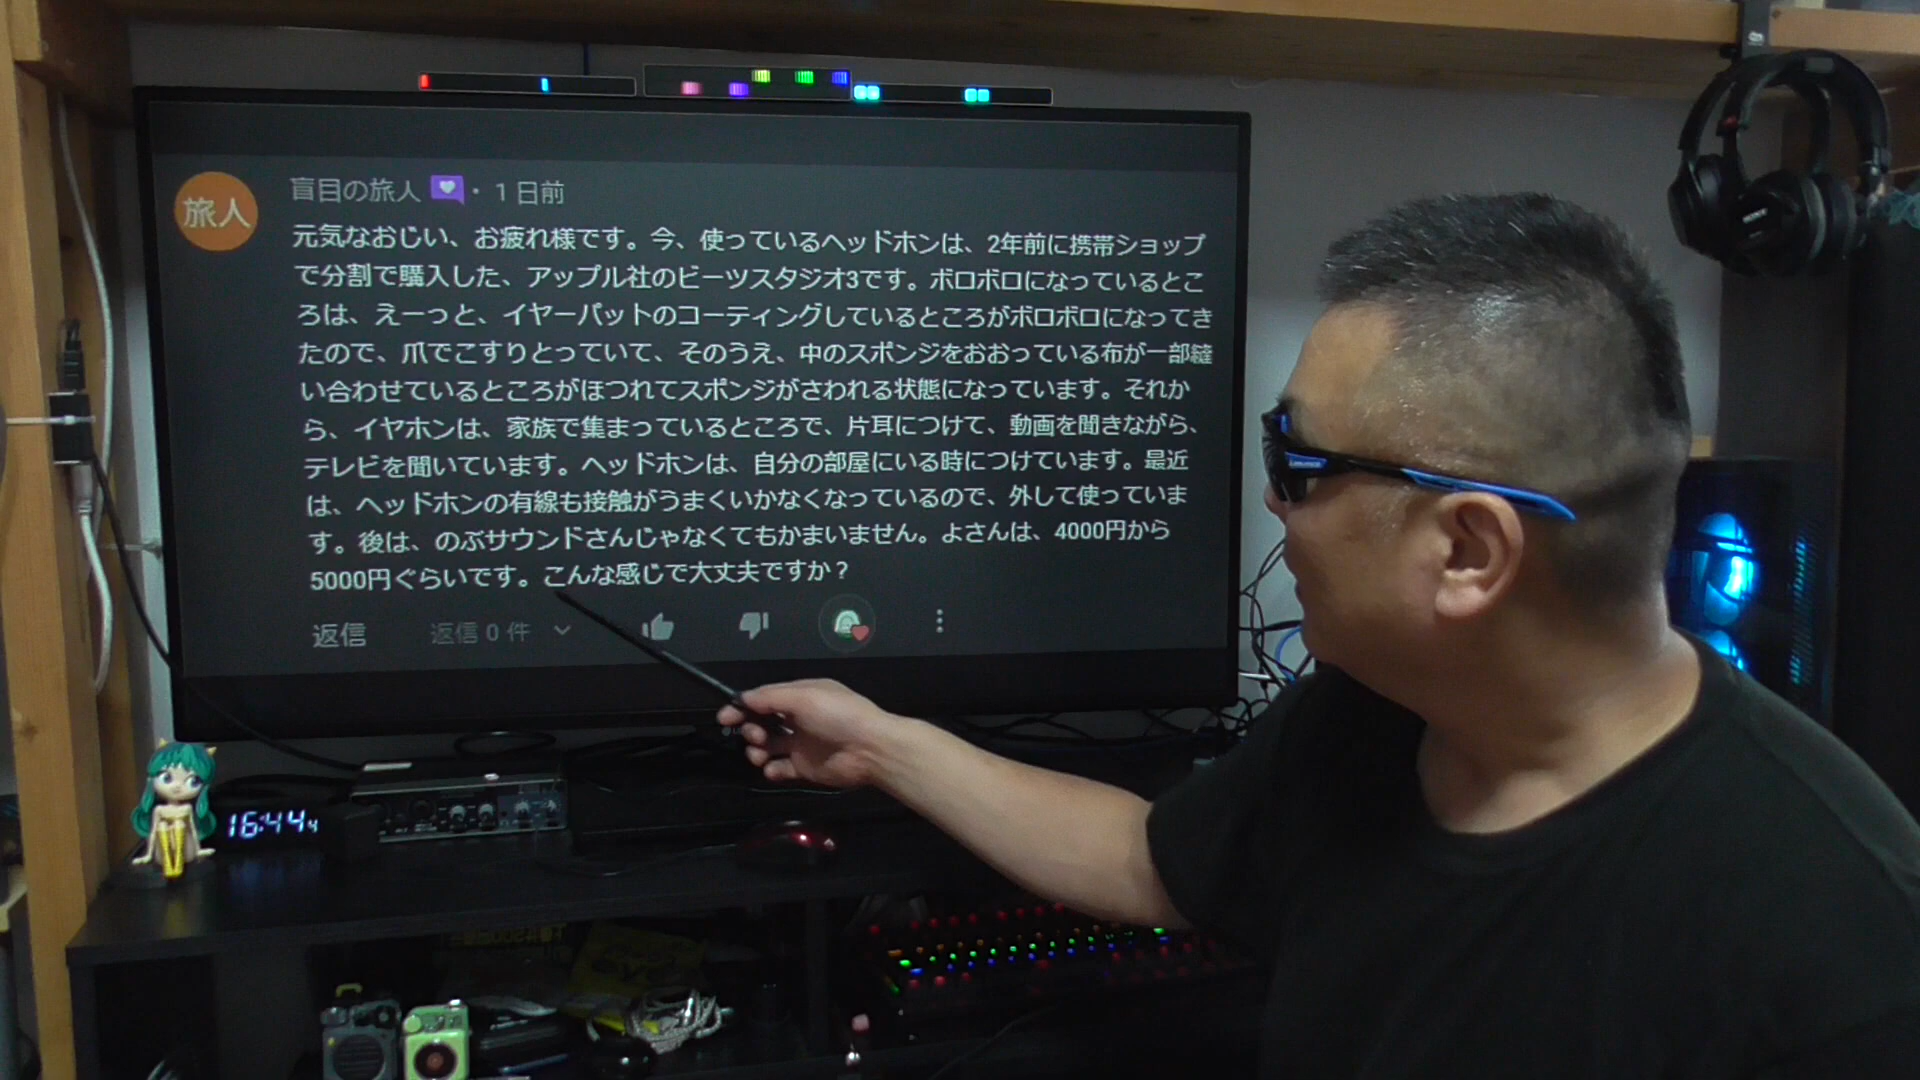 旅人
盲目の旅人 ・ 1 日前
元気なおじい、お疲れ様です。今、使っているヘッドホンは、2年前に携帯ショップ
で分割で購入した、アップル社のビーツスタジオ3です。ボロボロになっているとこ
ろは、えーっと、イヤーパットのコーティングしているところがボロボロになってき
たので、爪でこすりとっていて、そのうえ、中のスポンジをおおっている布が一部縫
い合わせているところがほつれてスポンジがさわれる状態になっています。それか
ら、イヤホンは、家族で集まっているところで、片耳につけて、動画を聞きながら、
テレビを聞いています。ヘッドホンは、自分の部屋にいる時につけています。最近
は、ヘッドホンの有線も接触がうまくいかなくなっているので、外して使っていま
す。後は、のぶサウンドさんじゃなくてもかまいません。よさんは、4000円から
5000円ぐらいです。こんな感じで大丈夫ですか？
返信 返信 0 件
16:44 4
SONY